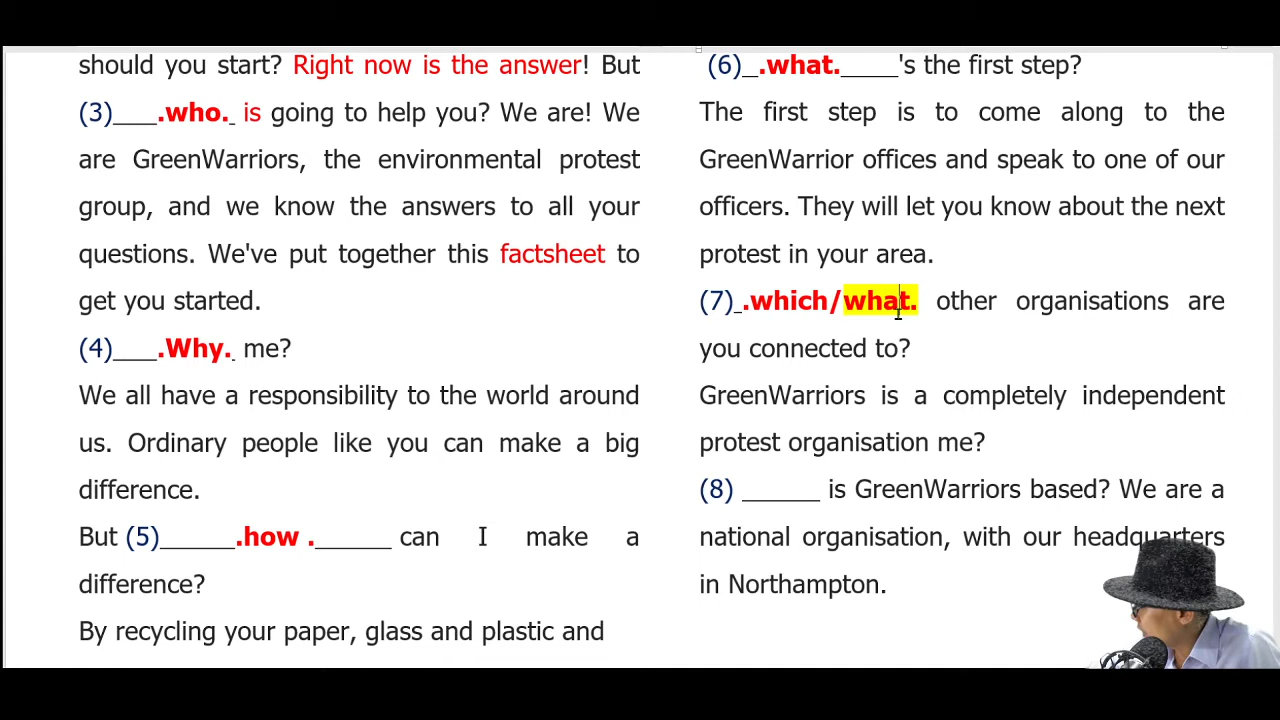 should you start? Right now is the answer! But
(3)___.who._ is going to help you? We are! We
are GreenWarriors, the environmental protest
group, and we know the answers to all your
questions. We've put together this factsheet to
get you started.
(4)___.Why._ me?
We all have a responsibility to the world around
us. Ordinary people like you can make a big
difference.
But (5)______.how .______ can I make a
difference?
By recycling your paper, glass and plastic and
(6)_.what.____'s the first step?
The first step is to come along to the
GreenWarrior offices and speak to one of our
officers. They will let you know about the next
protest in your area.
(7)_.which/what. other organisations are
you connected to?
GreenWarriors is a completely independent
protest organisation me?
(8) ______ is GreenWarriors based? We are a
national organisation, with our headquarters
in Northampton.